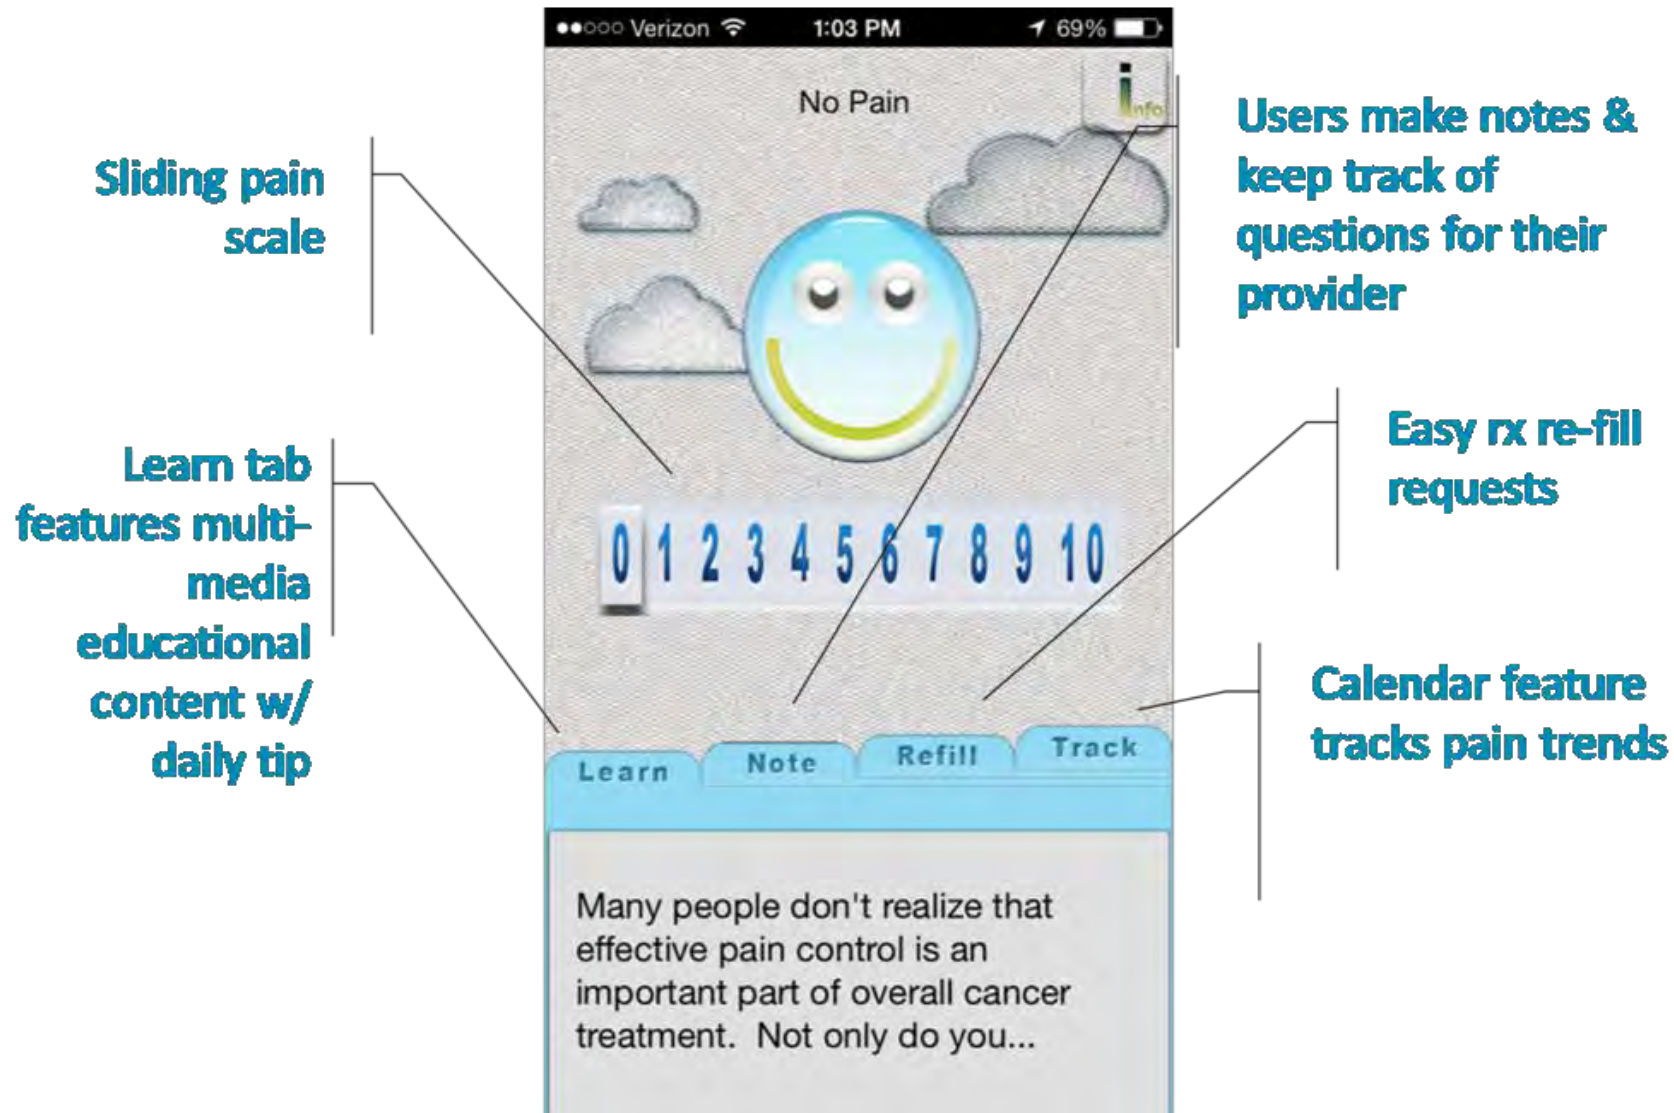 Verizon 1:03 PM 69%
No Pain
info
Sliding pain
scale
Users make notes &
keep track of
questions for their
provider
Learn tab
features multi-
media
educational
content w/
daily tip
Easy rx re-fill
requests
0 1 2 3 4 5 6 7 8 9 10
Calendar feature
tracks pain trends
Learn Note Refill Track
Many people don't realize that
effective pain control is an
important part of overall cancer
treatment.  Not only do you...